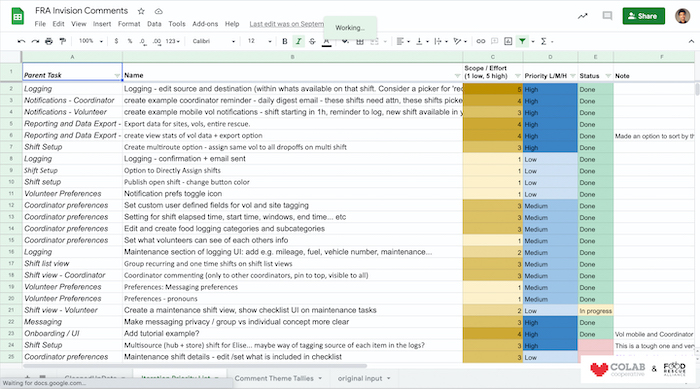 FRA Invision Comments
File Edit View Insert Format Data Tools Add-ons Help Last edit was on Septem
Working...
Share
100% $ % .0 .00 123 Calibri 12 B I S A
A B C D E F
1 Parent Task Name Scope / Effort (1 low, 5 high) Priority L/M/H Status Note
2 Logging Logging - edit source and destination (within whats available on that shift. Consider a picker for 'rec 5 High Done
3 Notifications - Coordinator create example coordinator reminder - daily digest email - these shifts need attn, these shifts picke 4 High Done
4 Notifications - Volunteer create example mobile vol notifications - shift starting in 1h, reminder to log, new shift available in y 3 High Done
5 Reporting and Data Export - Export data for sites, vols, entire rescue. 3 High Done
6 Reporting and Data Export - create view stats of vol data + export option 4 High Done Made an option to sort by th
7 Shift Setup Create multiroute option - assign same vol to all dropoffs on multi shift 3 High Done
8 Logging Logging - confirmation + email sent 1 Low Done
9 Shift Setup Option to Directly Assign shifts 1 Low Done
10 Shift setup Publish open shift - change button color 1 Low Done
11 Volunteer Preferences Notification prefs toggle icon 1 Low Done
12 Coordinator preferences Set custom user defined fields for vol and site tagging 3 Medium Done
13 Coordinator preferences Setting for shift elapsed time, start time, windows, end time... etc 3 Medium Done
14 Coordinator preferences Edit and create food logging categories and subcategories 3 Medium Done
15 Coordinator preferences Set what volunteers can see of each others info 1 Medium Done
16 Logging Maintenance section of logging UI: add e.g. mileage, fuel, vehicle number, maintenance... 2 Medium Done
17 Shift list view Group recurring and one time shifts on shift list views 3 Medium Done
18 Shift view - Coordinator Coordinator commenting (only to other coordinators, pin to top, visible to all) 3 Medium Done
19 Volunteer Preferences Preferences: Messaging preferences 1 Medium Done
20 Volunteer Preferences Preferences - pronouns 1 Medium Done
21 Shift view - Volunteer Create a maintenance shift view, show checklist UI on maintenance tasks 2 Low In progress
22 Messaging Make messaging privacy / group vs individual concept more clear 3 High
23 Onboarding / UI Add tutorial example? 4 High Vol mobile and Coordinator
24 Shift Setup Multisource (hub + store) shift for Elise... maybe way of tagging source of each item in the logs? 3 High This is a tough one and ver
25 Coordinator preferences Maintenance shift details - edit /set what is included in checklist 3 Low
Iteration Priority List Comment Theme Tallies original input
Waiting for docs.google.com...
COLAB cooperative & FOOD RESCUE ALLIANCE